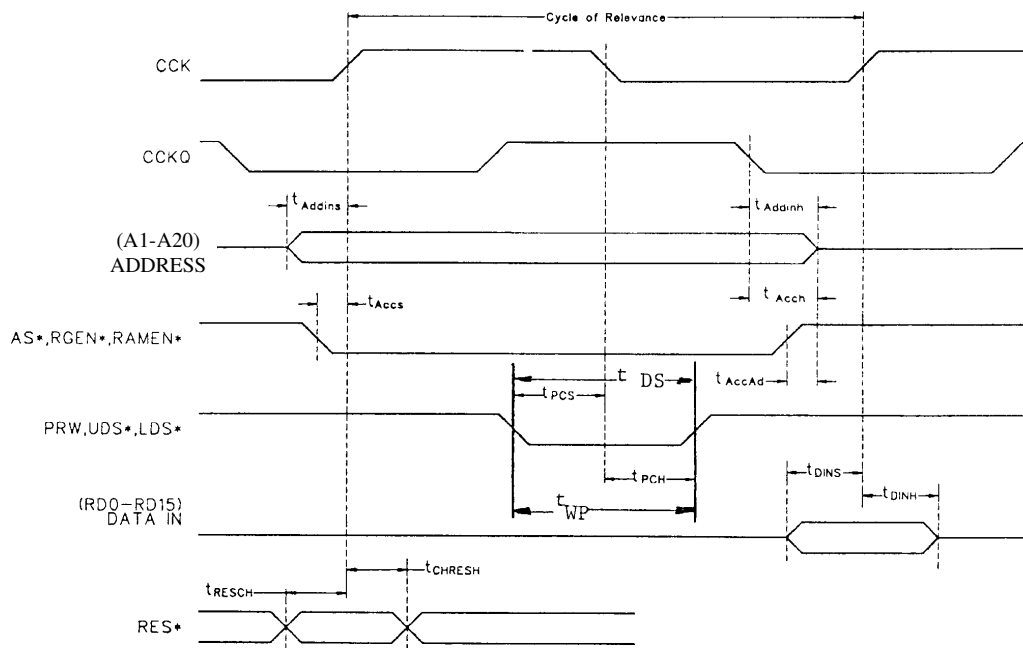 Cycle of Relevance
CCK
CCKQ
tAddins
tAddinh
(A1-A20)
ADDRESS
tAccs
tAcch
AS*,RGEN*,RAMEN*
t DS
tAccAd
tPCS
PRW,UDS*,LDS*
tPCH
tDINS
tDINH
(RD0-RD15)
DATA IN
tWP
tCHRESH
tRESCH
RES*